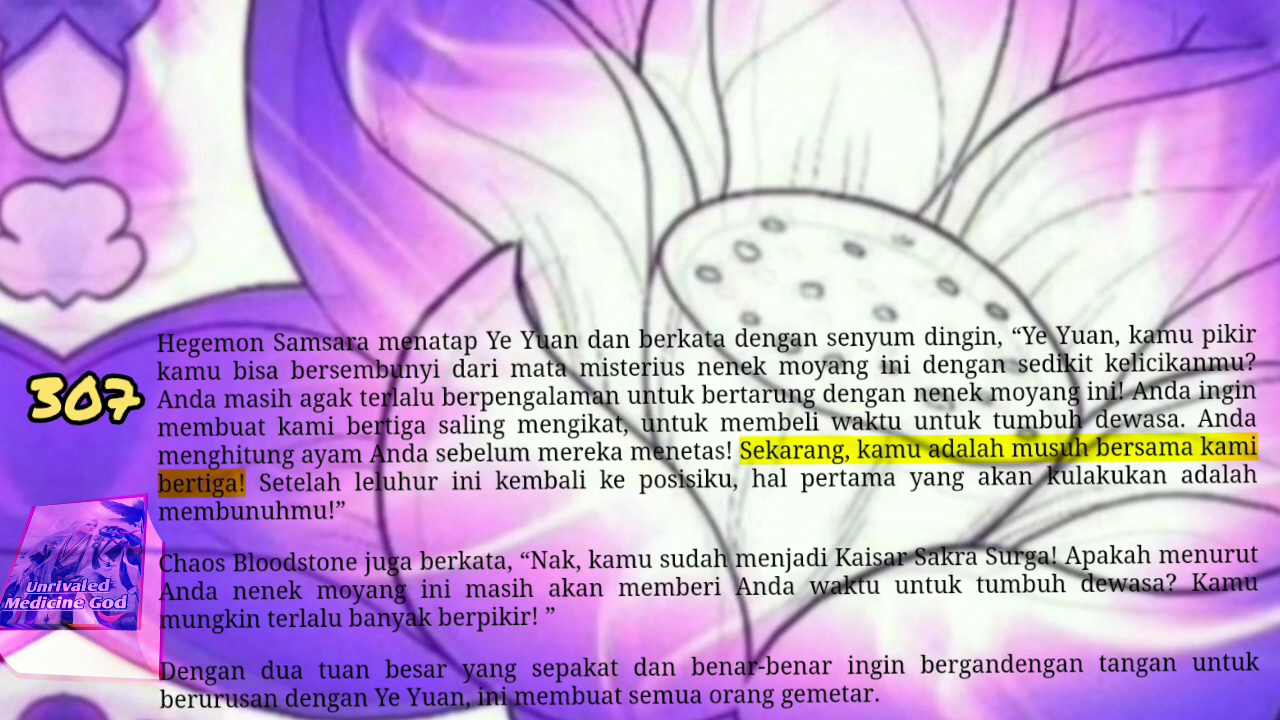 Hegemon Samsara menatap Ye Yuan dan berkata dengan senyum dingin, “Ye Yuan, kamu pikir
kamu bisa bersembunyi dari mata misterius nenek moyang ini dengan sedikit kelicikanmu?
Anda masih agak terlalu berpengalaman untuk bertarung dengan nenek moyang ini! Anda ingin
membuat kami bertiga saling mengikat, untuk membeli waktu untuk tumbuh dewasa. Anda
menghitung ayam Anda sebelum mereka menetas! Sekarang, kamu adalah musuh bersama kami
bertiga! Setelah leluhur ini kembali ke posisiku, hal pertama yang akan kulakukan adalah
membunuhmu!”
307
Chaos Bloodstone juga berkata, “Nak, kamu sudah menjadi Kaisar Sakra Surga! Apakah menurut
Anda nenek moyang ini masih akan memberi Anda waktu untuk tumbuh dewasa? Kamu
mungkin terlalu banyak berpikir! ”
Unrivaled
Medicine God
Dengan dua tuan besar yang sepakat dan benar-benar ingin bergandengan tangan untuk
berurusan dengan Ye Yuan, ini membuat semua orang gemetar.